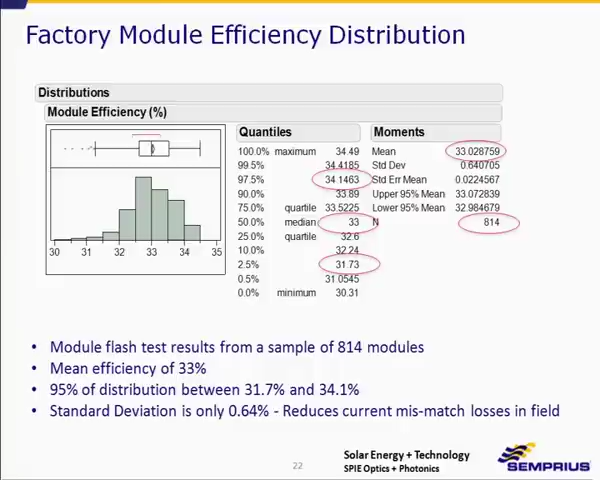 Factory Module Efficiency Distribution
Distributions
Module Efficiency (%)
30 31 32 33 34 35
Quantiles
100.0% maximum 34.49
99.5% 34.4185
97.5% 34.1463
90.0% 33.89
75.0% quartile 33.5225
50.0% median 33
25.0% quartile 32.6
10.0% 32.24
2.5% 31.73
0.5% 31.0545
0.0% minimum 30.31
Moments
Mean 33.028759
Std Dev 0.640705
Std Err Mean 0.0224567
Upper 95% Mean 33.072839
Lower 95% Mean 32.984679
N 814
• Module flash test results from a sample of 814 modules
• Mean efficiency of 33%
• 95% of distribution between 31.7% and 34.1%
• Standard Deviation is only 0.64% - Reduces current mis-match losses in field
22
Solar Energy + Technology
SPIE Optics + Photonics
SEMPRIUS